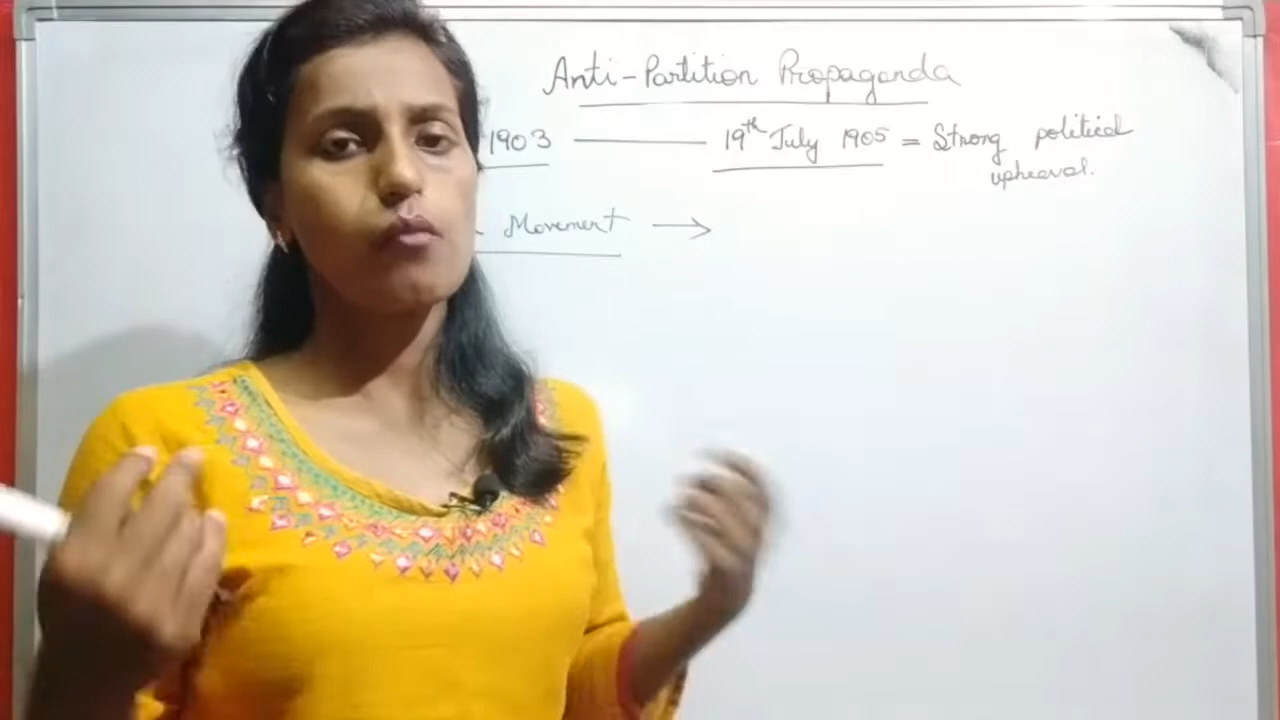 Anti-Partition Propaganda
1903 — 19th July 1905 = Strong political
upheaval.
Movement →